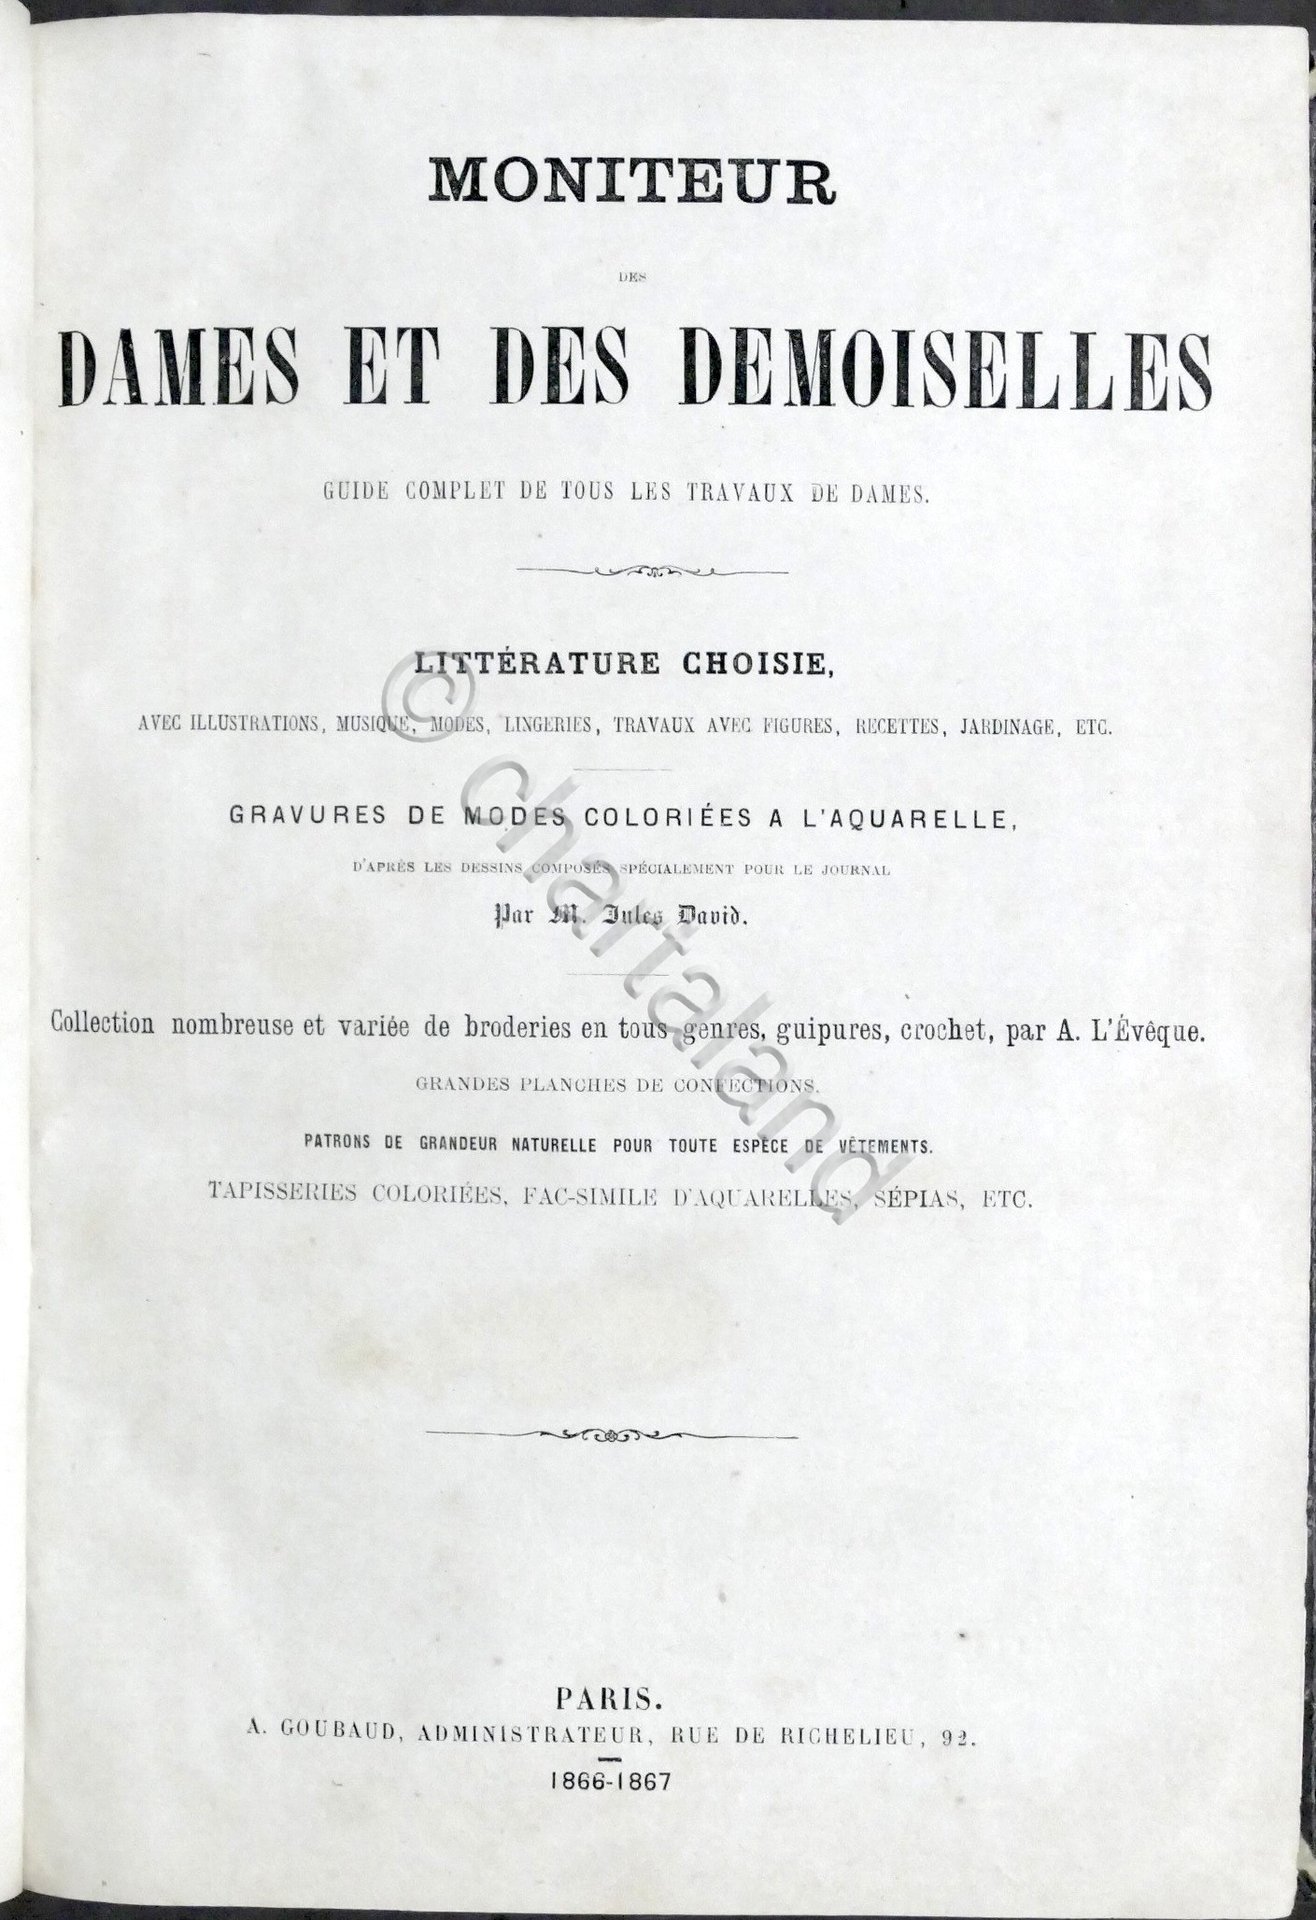 MONITEUR
DES
DAMES ET DES DEMOISELLES
GUIDE COMPLET DE TOUS LES TRAVAUX DE DAMES.
LITTÉRATURE CHOISIE,
AVEC ILLUSTRATIONS, MUSIQUE, MODES, LINGERIES, TRAVAUX AVEC FIGURES, RECETTES, JARDINAGE, ETC.
GRAVURES DE MODES COLORIÉES A L'AQUARELLE,
D'APRÈS LES DESSINS COMPOSÉS SPÉCIALEMENT POUR LE JOURNAL
Par M. Jules David.
Collection nombreuse et variée de broderies en tous genres, guipures, crochet, par A. L'Évêque.
GRANDES PLANCHES DE CONFECTIONS.
PATRONS DE GRANDEUR NATURELLE POUR TOUTE ESPÈCE DE VÊTEMENTS.
TAPISSERIES COLORIÉES, FAC-SIMILE D'AQUARELLES, SÉPIAS, ETC.
PARIS.
A. GOUBAUD, ADMINISTRATEUR, RUE DE RICHELIEU, 92.
1866-1867
© chartaland